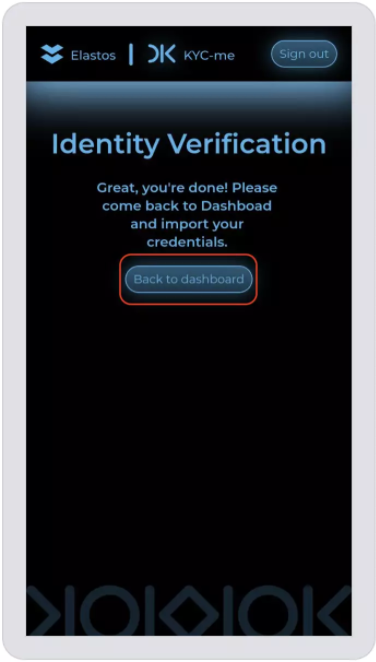 Elastos | KYC-me Sign out
Identity Verification
Great, you're done! Please
come back to Dashboad
and import your
credentials.
Back to dashboard